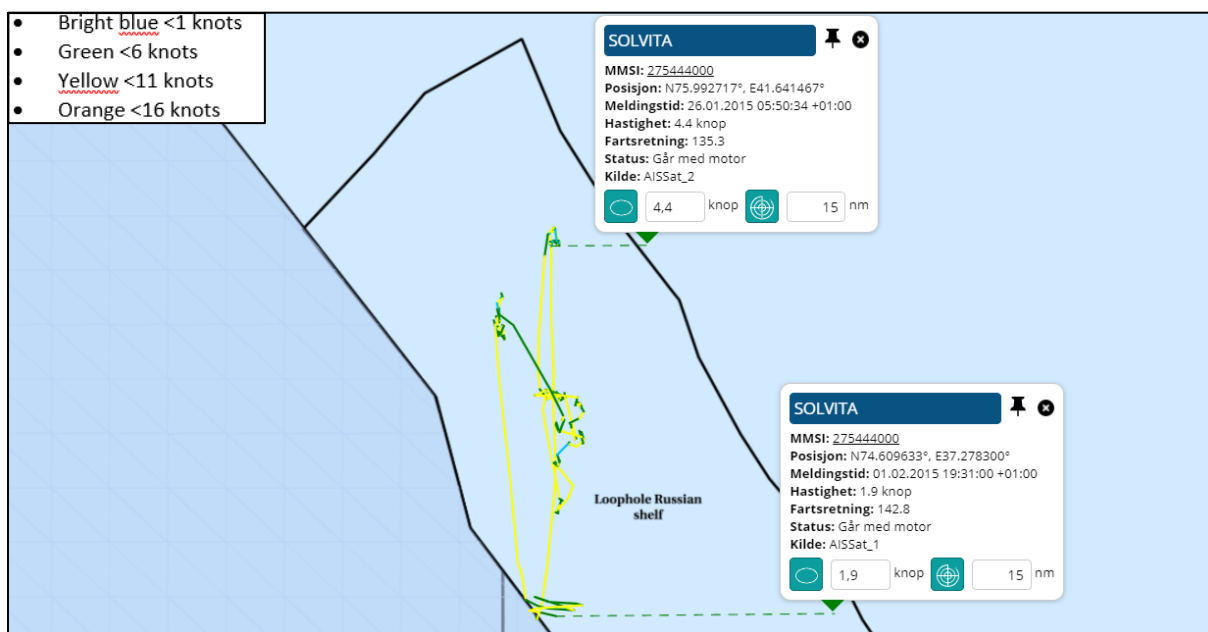 Bright blue <1 knots
Green <6 knots
Yellow <11 knots
Orange <16 knots
SOLVITA
MMSI: 275444000
Posisjon: N75.992717°, E41.641467°
Meldingstid: 26.01.2015 05:50:34 +01:00
Hastighet: 4.4 knop
Fartsretning: 135.3
Status: Går med motor
Kilde: AISSat_2
4,4 knop 15 nm
SOLVITA
MMSI: 275444000
Posisjon: N74.609633°, E37.278300°
Meldingstid: 01.02.2015 19:31:00 +01:00
Hastighet: 1.9 knop
Fartsretning: 142.8
Status: Går med motor
Kilde: AISSat_1
1,9 knop 15 nm
Loophole Russian
shelf